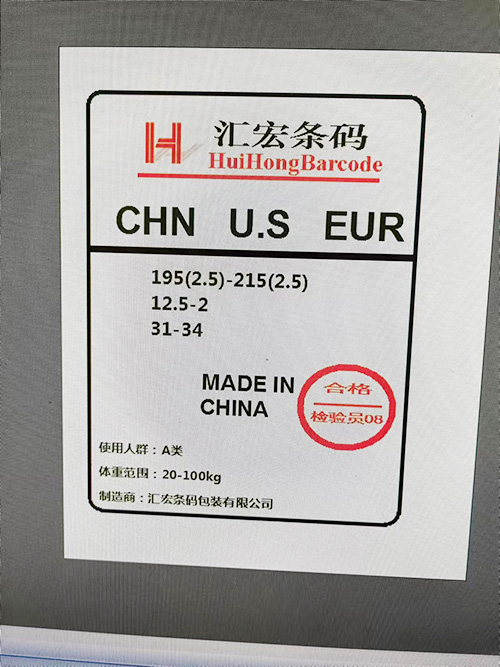 汇宏条码
HuiHongBarcode
CHN U.S EUR
195(2.5)-215(2.5)
12.5-2
31-34
MADE IN
CHINA
合格
检验员08
使用人群：A类
体重范围：20-100kg
制造商：汇宏条码包装有限公司